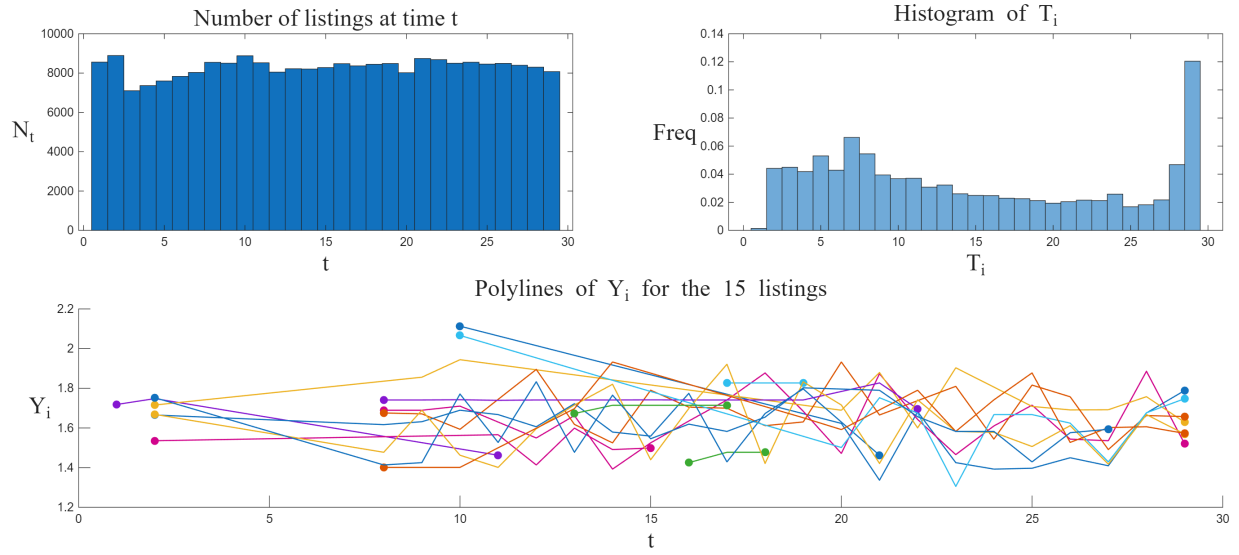 Number of listings at time t
10000
8000
6000
4000
2000
0
N_t
0 5 10 15 20 25 30
t
Histogram of T_i
0.14
0.12
0.1
0.08
0.06
0.04
0.02
0
Freq
0 5 10 15 20 25 30
T_i
Polylines of Y_i for the 15 listings
2.2
2
1.8
1.6
1.4
1.2
Y_i
0 5 10 15 20 25 30
t